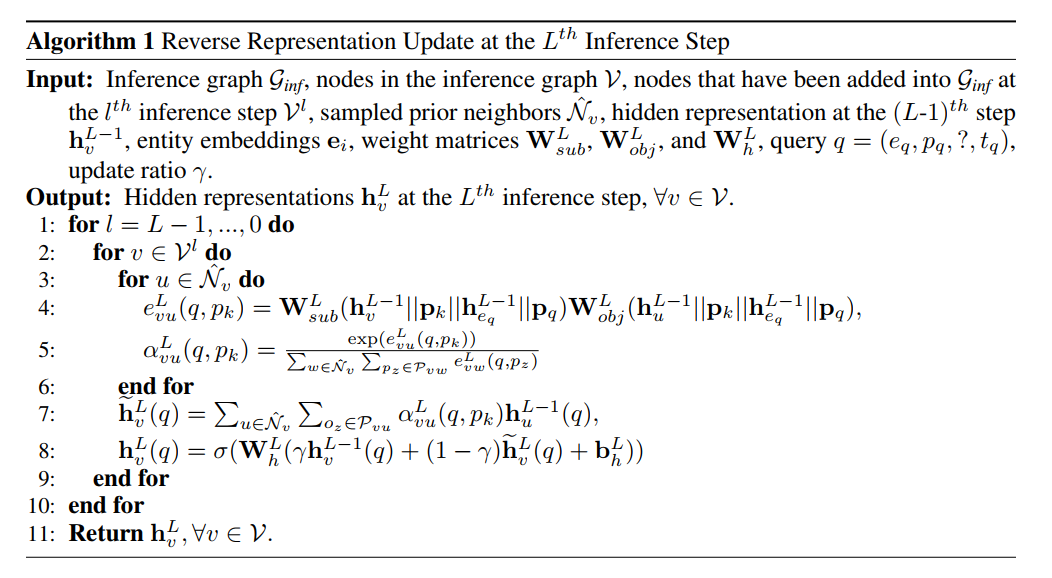 Algorithm 1 Reverse Representation Update at the $L^{th}$ Inference Step
Input: Inference graph $\mathcal{G}_{inf}$, nodes in the inference graph $\mathcal{V}$, nodes that have been added into $\mathcal{G}_{inf}$ at
the $l^{th}$ inference step $\mathcal{V}^l$, sampled prior neighbors $\hat{\mathcal{N}}_v$, hidden representation at the $(L\text{-}1)^{th}$ step
$\mathbf{h}_v^{L-1}$, entity embeddings $\mathbf{e}_i$, weight matrices $\mathbf{W}_{sub}^L$, $\mathbf{W}_{obj}^L$, and $\mathbf{W}_h^L$, query $q = (e_q, p_q, ?, t_q)$,
update ratio $\gamma$.
Output: Hidden representations $\mathbf{h}_v^L$ at the $L^{th}$ inference step, $\forall v \in \mathcal{V}$.
1: for $l = L - 1, ..., 0$ do
2: for $v \in \mathcal{V}^l$ do
3: for $u \in \hat{\mathcal{N}}_v$ do
4: $e_{vu}^L(q, p_k) = \mathbf{W}_{sub}^L(\mathbf{h}_v^{L-1}||\mathbf{p}_k||\mathbf{h}_{e_q}^{L-1}||\mathbf{p}_q)\mathbf{W}_{obj}^L(\mathbf{h}_u^{L-1}||\mathbf{p}_k||\mathbf{h}_{e_q}^{L-1}||\mathbf{p}_q),$
5: $\alpha_{vu}^L(q, p_k) = \frac{\exp(e_{vu}^L(q,p_k))}{\sum_{w \in \hat{\mathcal{N}}_v} \sum_{p_z \in \mathcal{P}_{vw}} e_{vw}^L(q,p_z)}$
6: end for
7: $\widetilde{\mathbf{h}}_v^L(q) = \sum_{u \in \hat{\mathcal{N}}_v} \sum_{o_z \in \mathcal{P}_{vu}} \alpha_{vu}^L(q, p_k)\mathbf{h}_u^{L-1}(q),$
8: $\mathbf{h}_v^L(q) = \sigma(\mathbf{W}_h^L(\gamma\mathbf{h}_v^{L-1}(q) + (1 - \gamma)\widetilde{\mathbf{h}}_v^L(q) + \mathbf{b}_h^L))$
9: end for
10: end for
11: Return $\mathbf{h}_v^L, \forall v \in \mathcal{V}$.